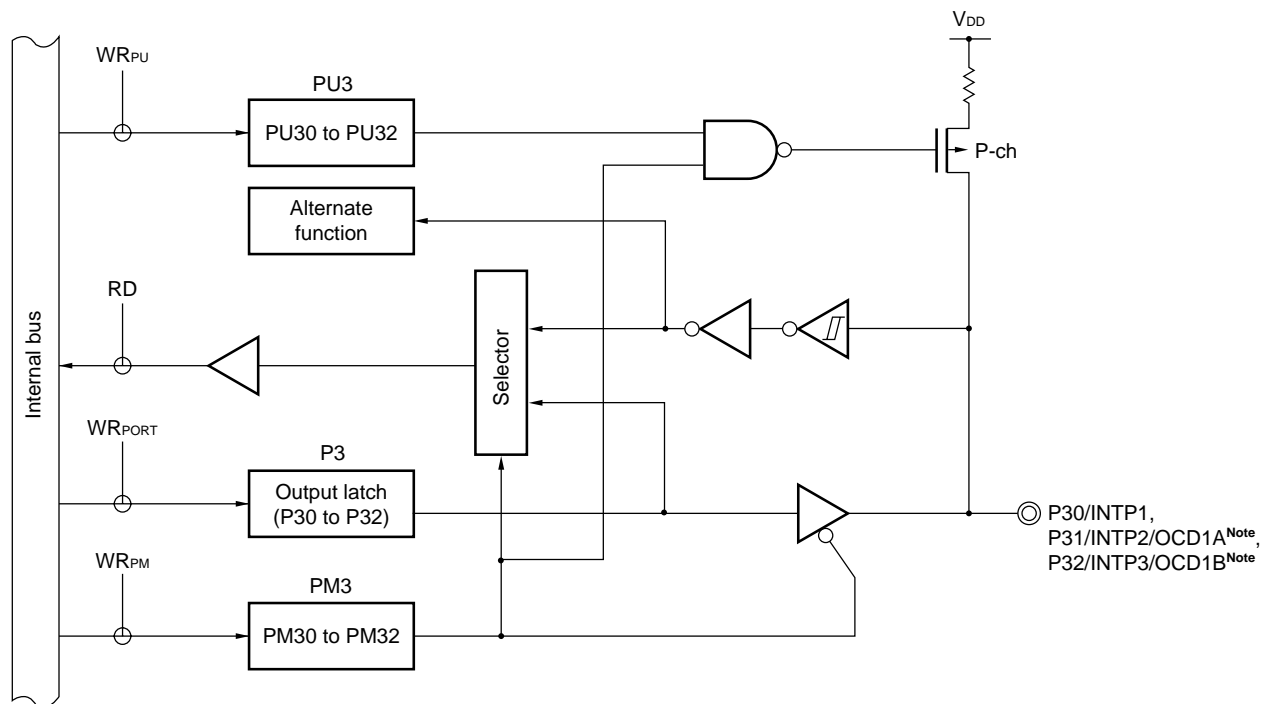 VDD
WRPU
PU3
PU30 to PU32
P-ch
Alternate
function
RD
Selector
Internal bus
WRPORT
P3
Output latch
(P30 to P32)
P30/INTP1,
P31/INTP2/OCD1ANote,
P32/INTP3/OCD1BNote
WRPM
PM3
PM30 to PM32